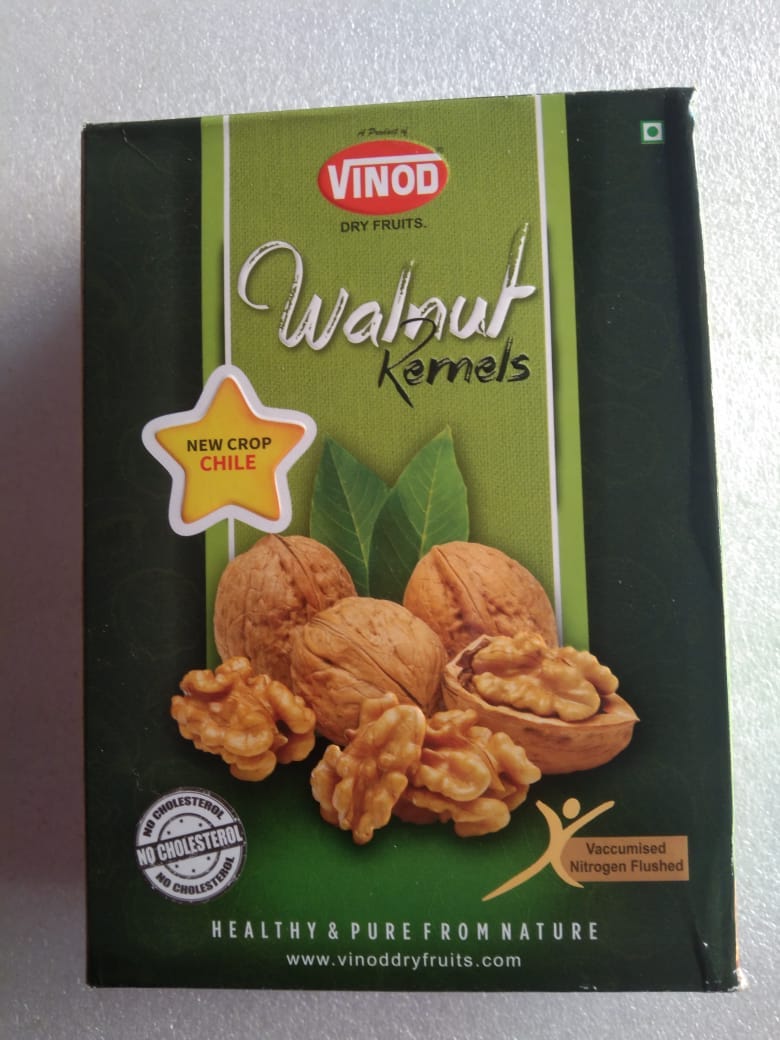 A Product of
VINOD®
DRY FRUITS.
Walnut
Kernels
NEW CROP
CHILE
NO CHOLESTEROL
NO CHOLESTEROL
NO CHOLESTEROL
Vaccumised
Nitrogen Flushed
HEALTHY & PURE FROM NATURE
www.vinoddryfruits.com